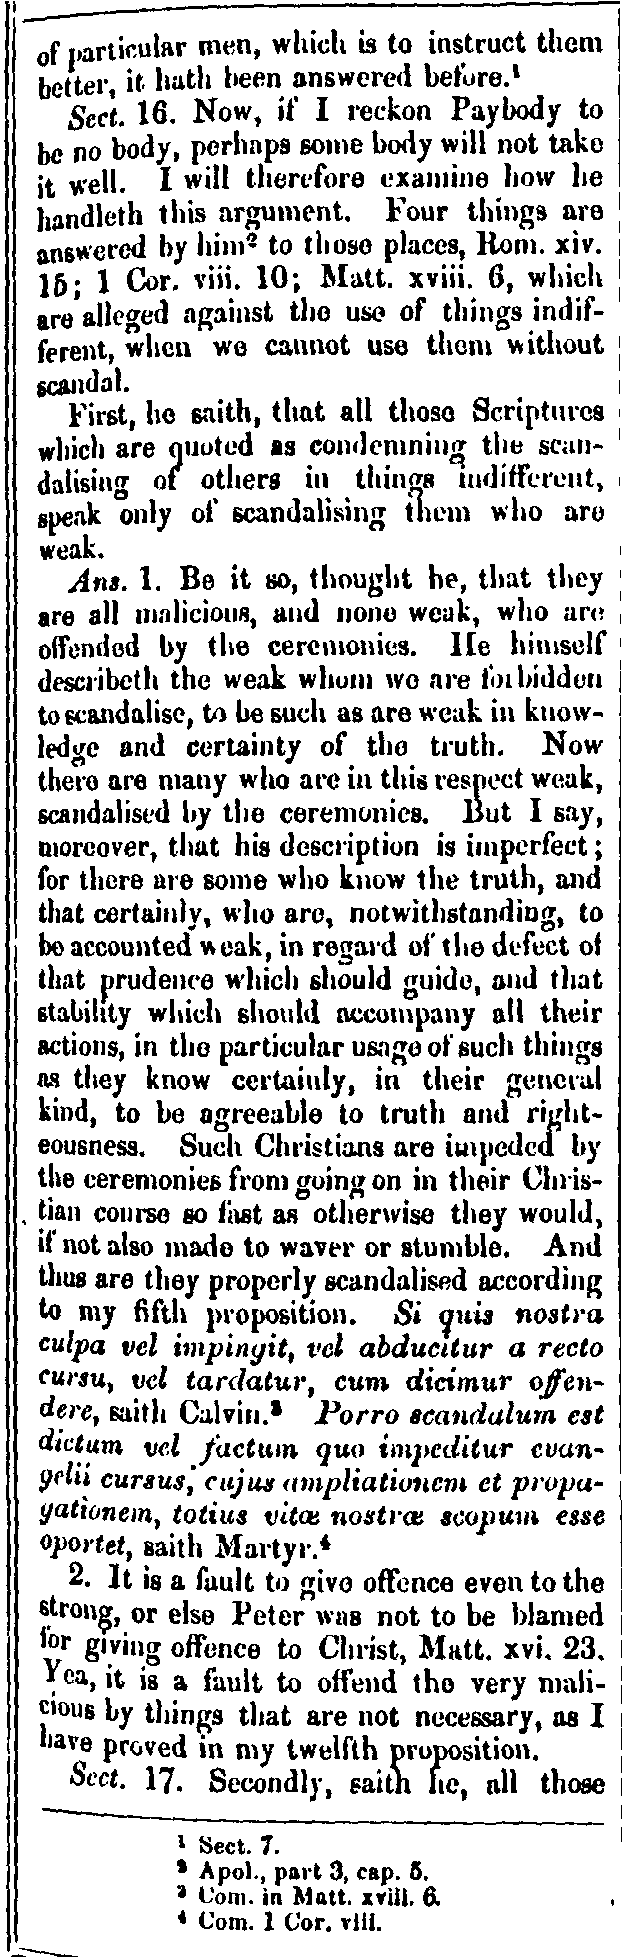 of particular men, which is to instruct them
better, it hath been answered before.¹
Sect. 16. Now, if I reckon Paybody to
be no body, perhaps some body will not take
it well. I will therefore examine how he
handleth this argument. Four things are
answered by him² to those places, Rom. xiv.
15; 1 Cor. viii. 10; Matt. xviii. 6, which
are alleged against the use of things indif-
ferent, when we cannot use them without
scandal.
First, he saith, that all those Scriptures
which are quoted as condemning the scan-
dalising of others in things indifferent,
speak only of scandalising them who are
weak.
Ans. 1. Be it so, thought he, that they
are all malicious, and none weak, who are
offended by the ceremonies. He himself
describeth the weak whom we are forbidden
to scandalise, to be such as are weak in know-
ledge and certainty of the truth. Now
there are many who are in this respect weak,
scandalised by the ceremonies. But I say,
moreover, that his description is imperfect;
for there are some who know the truth, and
that certainly, who are, notwithstanding, to
be accounted weak, in regard of the defect of
that prudence which should guide, and that
stability which should accompany all their
actions, in the particular usage of such things
as they know certainly, in their general
kind, to be agreeable to truth and right-
eousness. Such Christians are impeded by
the ceremonies from going on in their Chris-
tian course so fast as otherwise they would,
if not also made to waver or stumble. And
thus are they properly scandalised according
to my fifth proposition. Si quis nostra
culpa vel impingit, vel abducitur a recto
cursu, vel tardatur, cum dicimur offen-
dere, saith Calvin.³ Porro scandalum est
dictum vel factum quo impeditur evan-
gelii cursus, cujus ampliationem et propa-
gationem, totius vitæ nostræ scopum esse
oportet, saith Martyr.⁴
2. It is a fault to give offence even to the
strong, or else Peter was not to be blamed
for giving offence to Christ, Matt. xvi. 23.
Yea, it is a fault to offend the very mali-
cious by things that are not necessary, as I
have proved in my twelfth proposition.
Sect. 17. Secondly, saith he, all those
¹ Sect. 7.
² Apol., part 3, cap. 5.
³ Com. in Matt. xviii. 6.
⁴ Com. 1 Cor. viii.